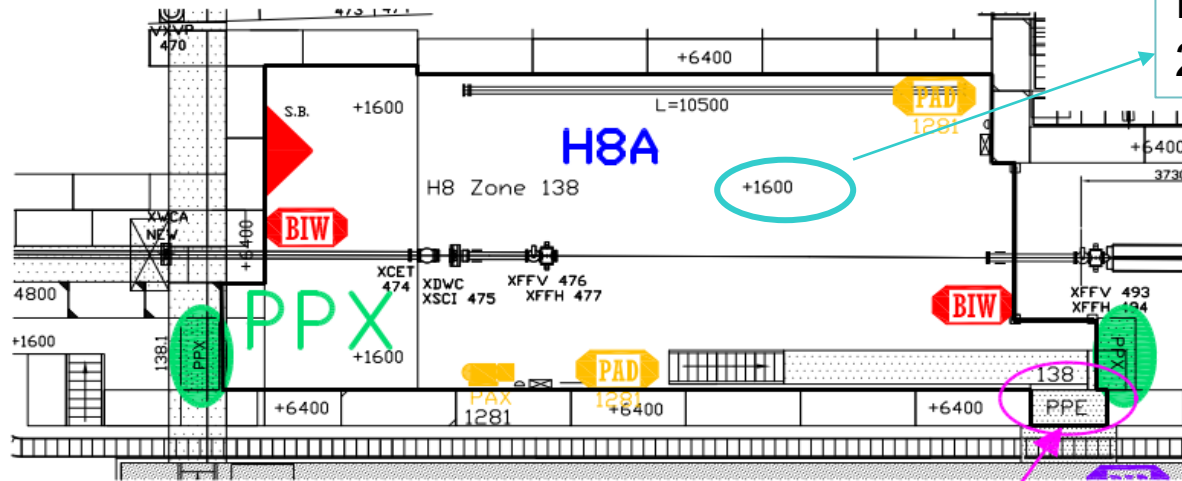 VXVP
470
+6400
S.B.
+1600
L=10500
PAD
1281
H8A
+6400
H8 Zone 138
+1600
3730
XWCA
NEW
BIW
+6400
XCET
474
XDWC
XSCI 475
XFFV 476
XFFH 477
XFFV 493
XFFH 494
4800
PPX
BIW
+1600
138.1
PPX
+1600
PAD
1281
PAX
1281
PPX
138
PPE
+6400
+6400
+6400